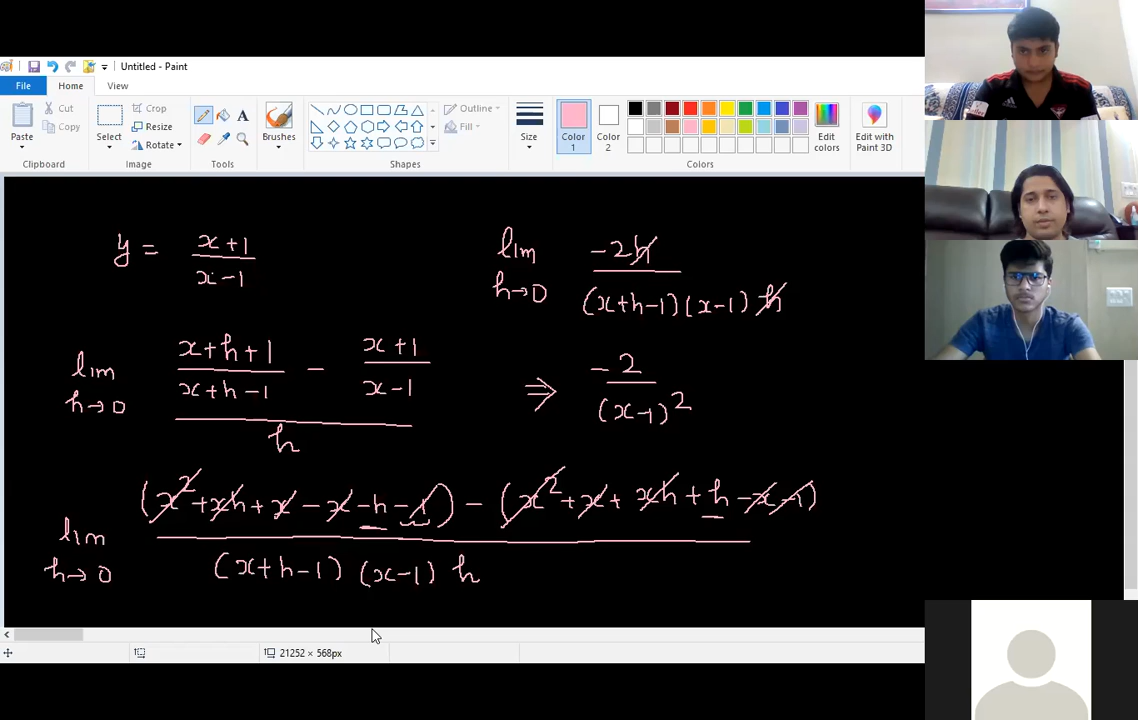 Untitled - Paint
File Home View
Paste
Cut
Copy
Clipboard
Select
Crop
Resize
Rotate
Image
A
Tools
Brushes
Outline
Fill
Shapes
Size
Color 1
Color 2
Edit colors
Colors
Edit with Paint 3D
y = x+1
x-1
lim h→0 x+h+1 - x+1
x+h-1 x-1
h
lim h→0 (x²+xh+x-x-h-1) - (x²+x+xh+h-x-1)
(x+h-1) (x-1) h
lim h→0 -2h
(x+h-1)(x-1) h
⇒ -2
(x-1)²
21252 × 568px